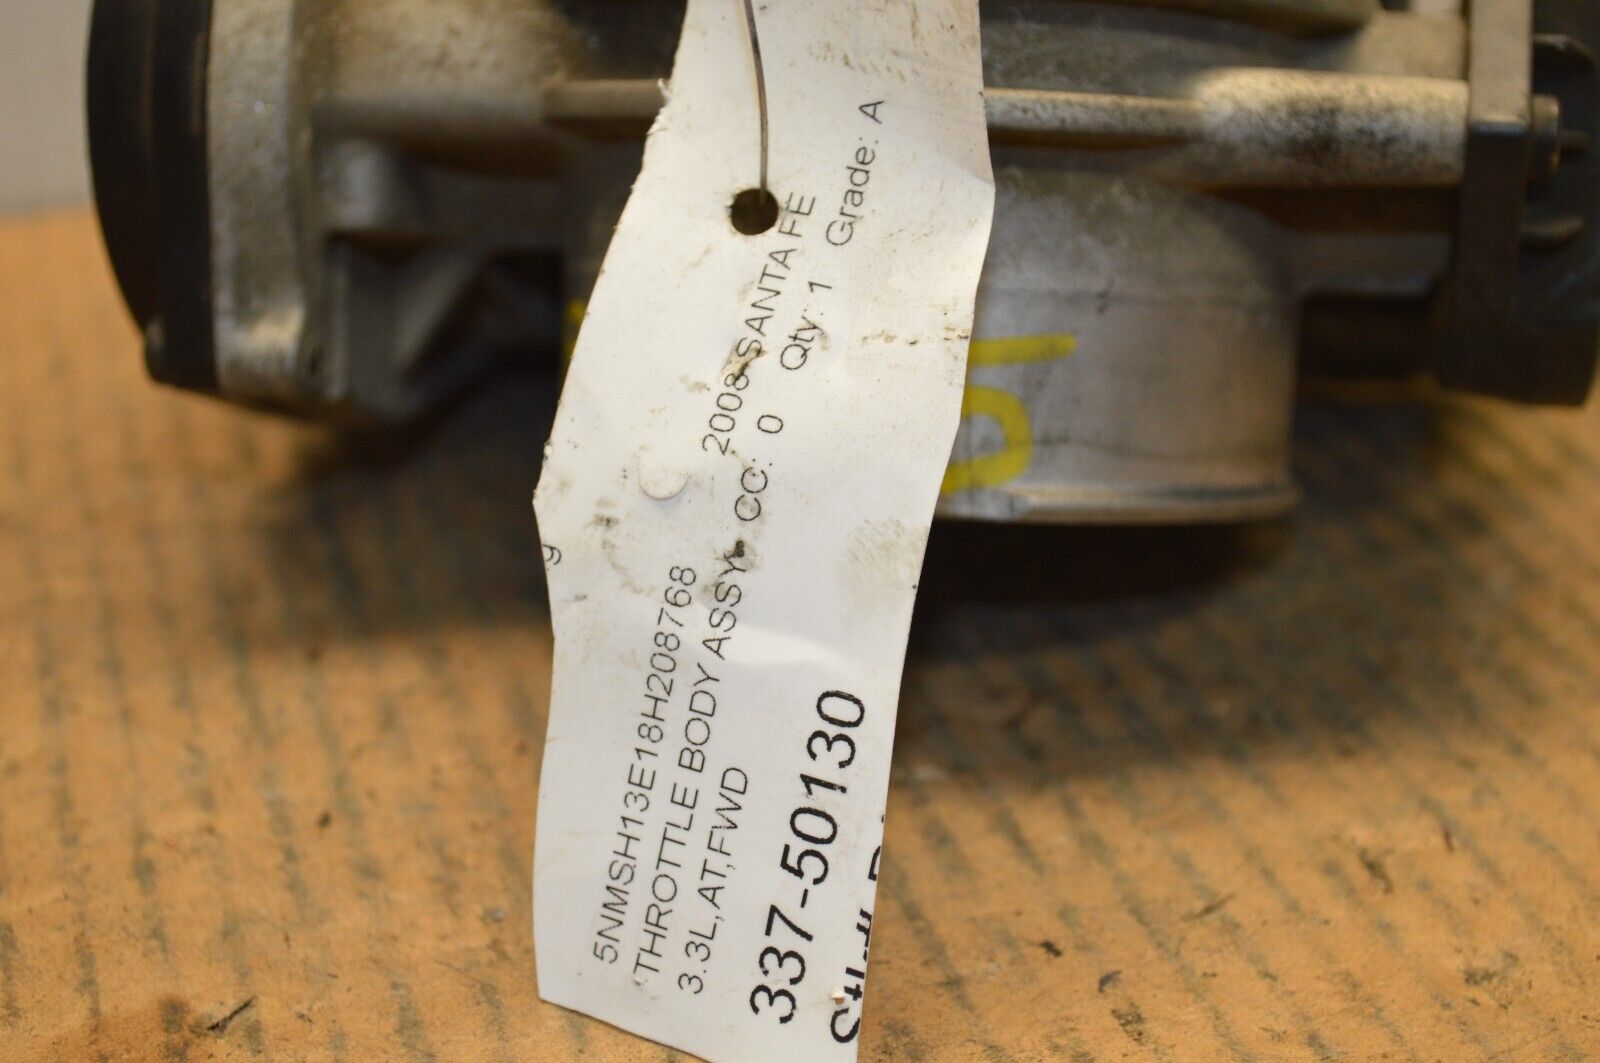 5NMSH13E18H208768 2008 SANTA FE
THROTTLE BODY ASSY CC: 0 Qty: 1 Grade: A
3.3L,AT,FWD
337-50130